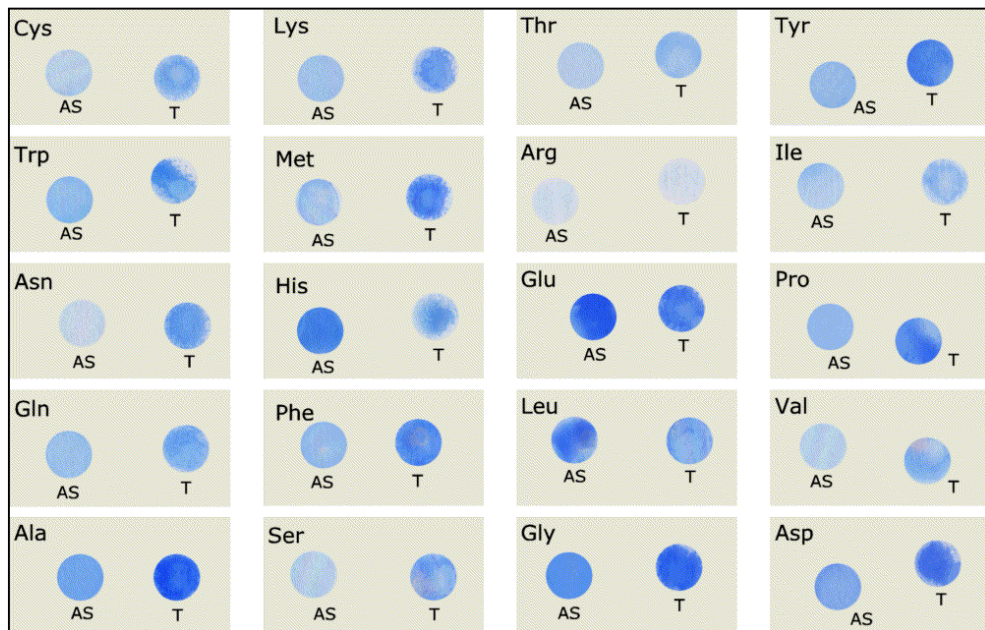 Cys
AS T
Lys
AS T
Thr
AS T
Tyr
AS T
Trp
AS T
Met
AS T
Arg
AS T
Ile
AS T
Asn
AS T
His
AS T
Glu
AS T
Pro
AS T
Gln
AS T
Phe
AS T
Leu
AS T
Val
AS T
Ala
AS T
Ser
AS T
Gly
AS T
Asp
AS T